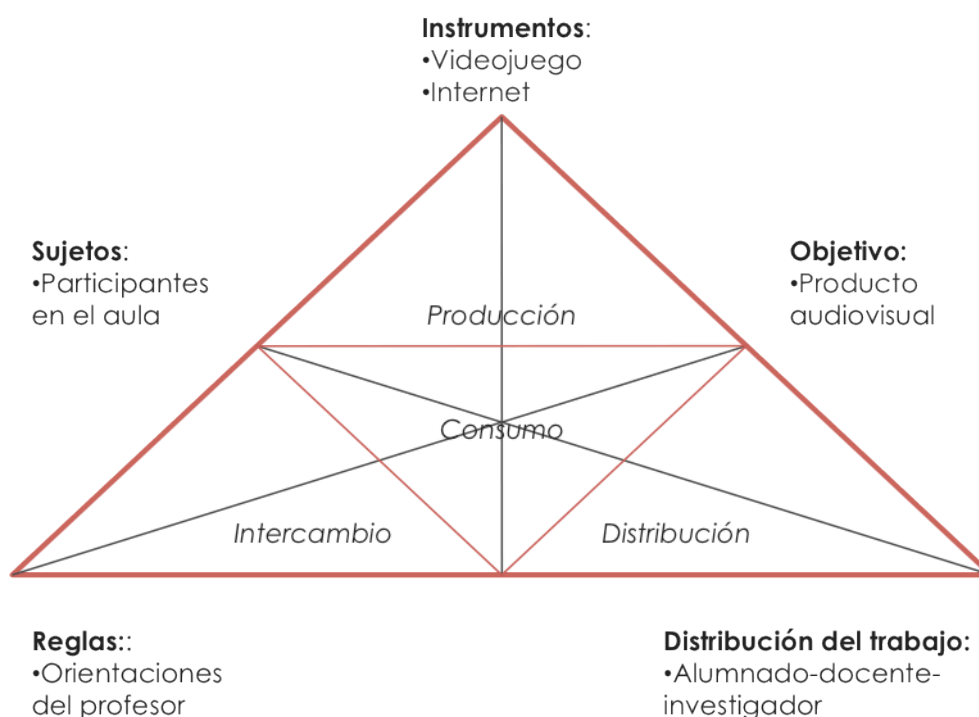 Instrumentos:
•Videojuego
•Internet
Sujetos:
•Participantes
en el aula
Objetivo:
•Producto
audiovisual
Producción
Consumo
Intercambio
Distribución
Reglas::
•Orientaciones
del profesor
Distribución del trabajo:
•Alumnado-docente-
investigador